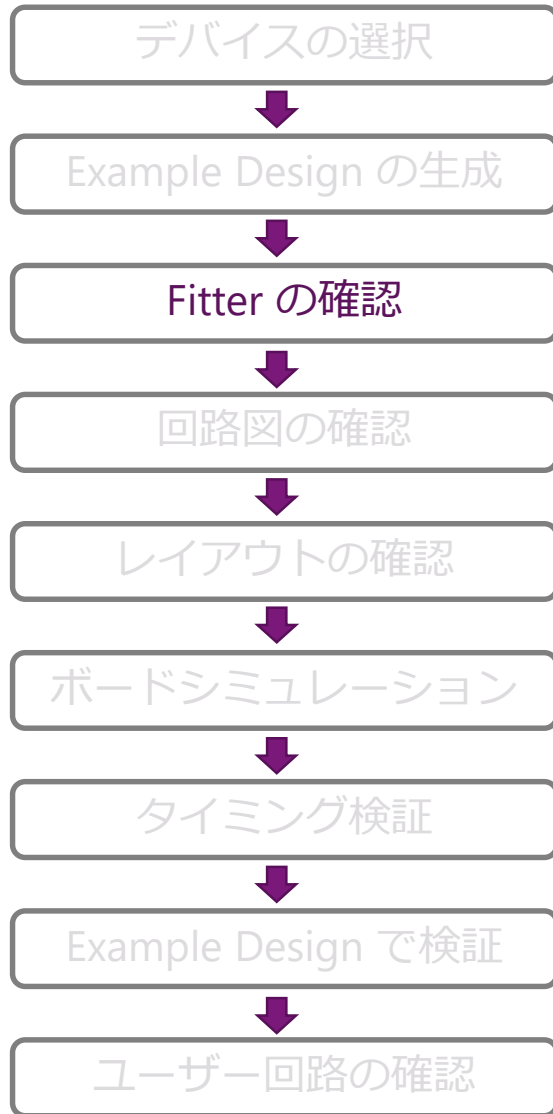 デバイスの選択
Example Design の生成
Fitter の確認
回路図の確認
レイアウトの確認
ボードシミュレーション
タイミング検証
Example Design で検証
ユーザー回路の確認